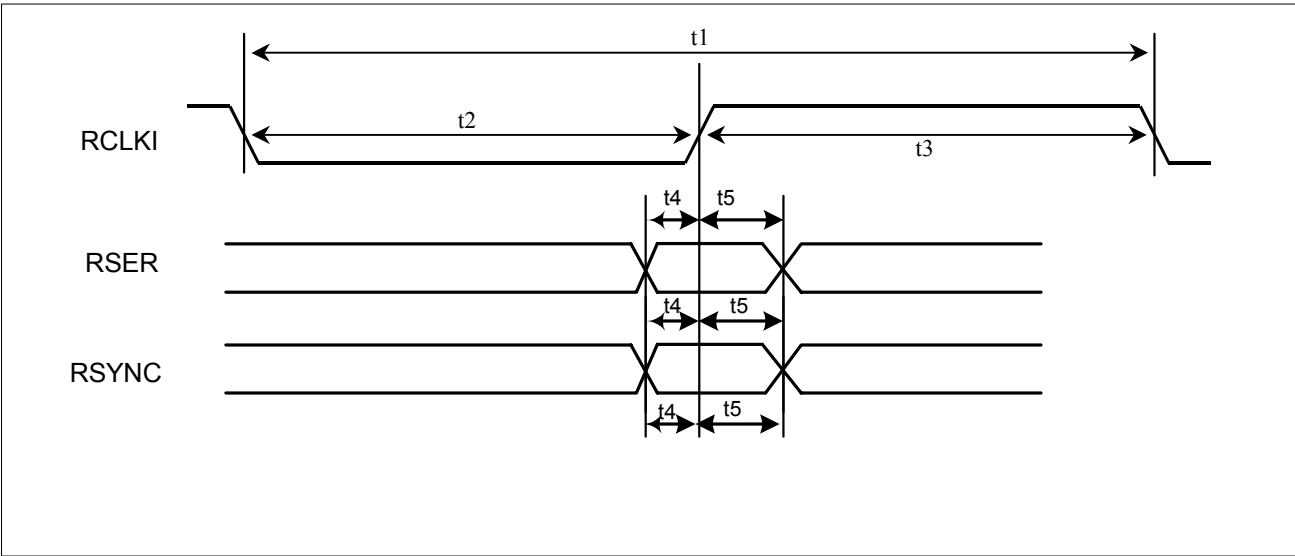 t1
RCLKI
t2
t3
t4 t5
RSER
t4 t5
RSYNC
t4 t5